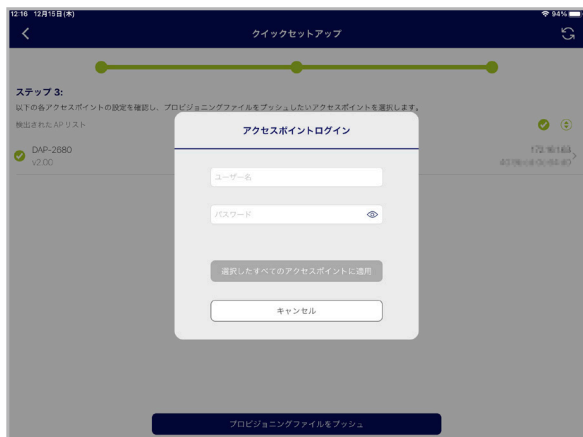 12:16 12月15日(木)
94%
クイックセットアップ
ステップ 3:
以下の各アクセスポイントの設定を確認し、プロビジョニングファイルをプッシュしたいアクセスポイントを選択します。
検出された AP リスト
DAP-2680
v2.00
アクセスポイントログイン
ユーザー名
パスワード
選択したすべてのアクセスポイントに適用
キャンセル
プロビジョニングファイルをプッシュ